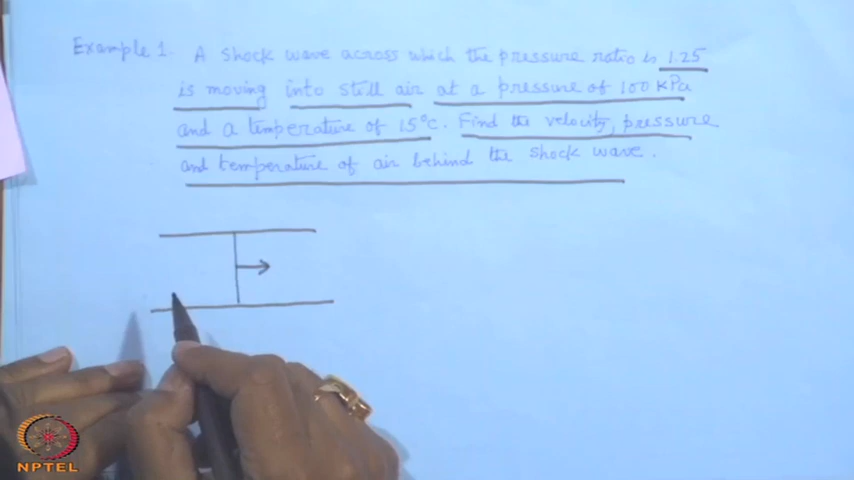 Example 1. A shock wave across which the pressure ratio is 1.25
is moving into still air at a pressure of 100 kPa
and a temperature of 15°C. Find the velocity, pressure
and temperature of air behind the shock wave.
NPTEL